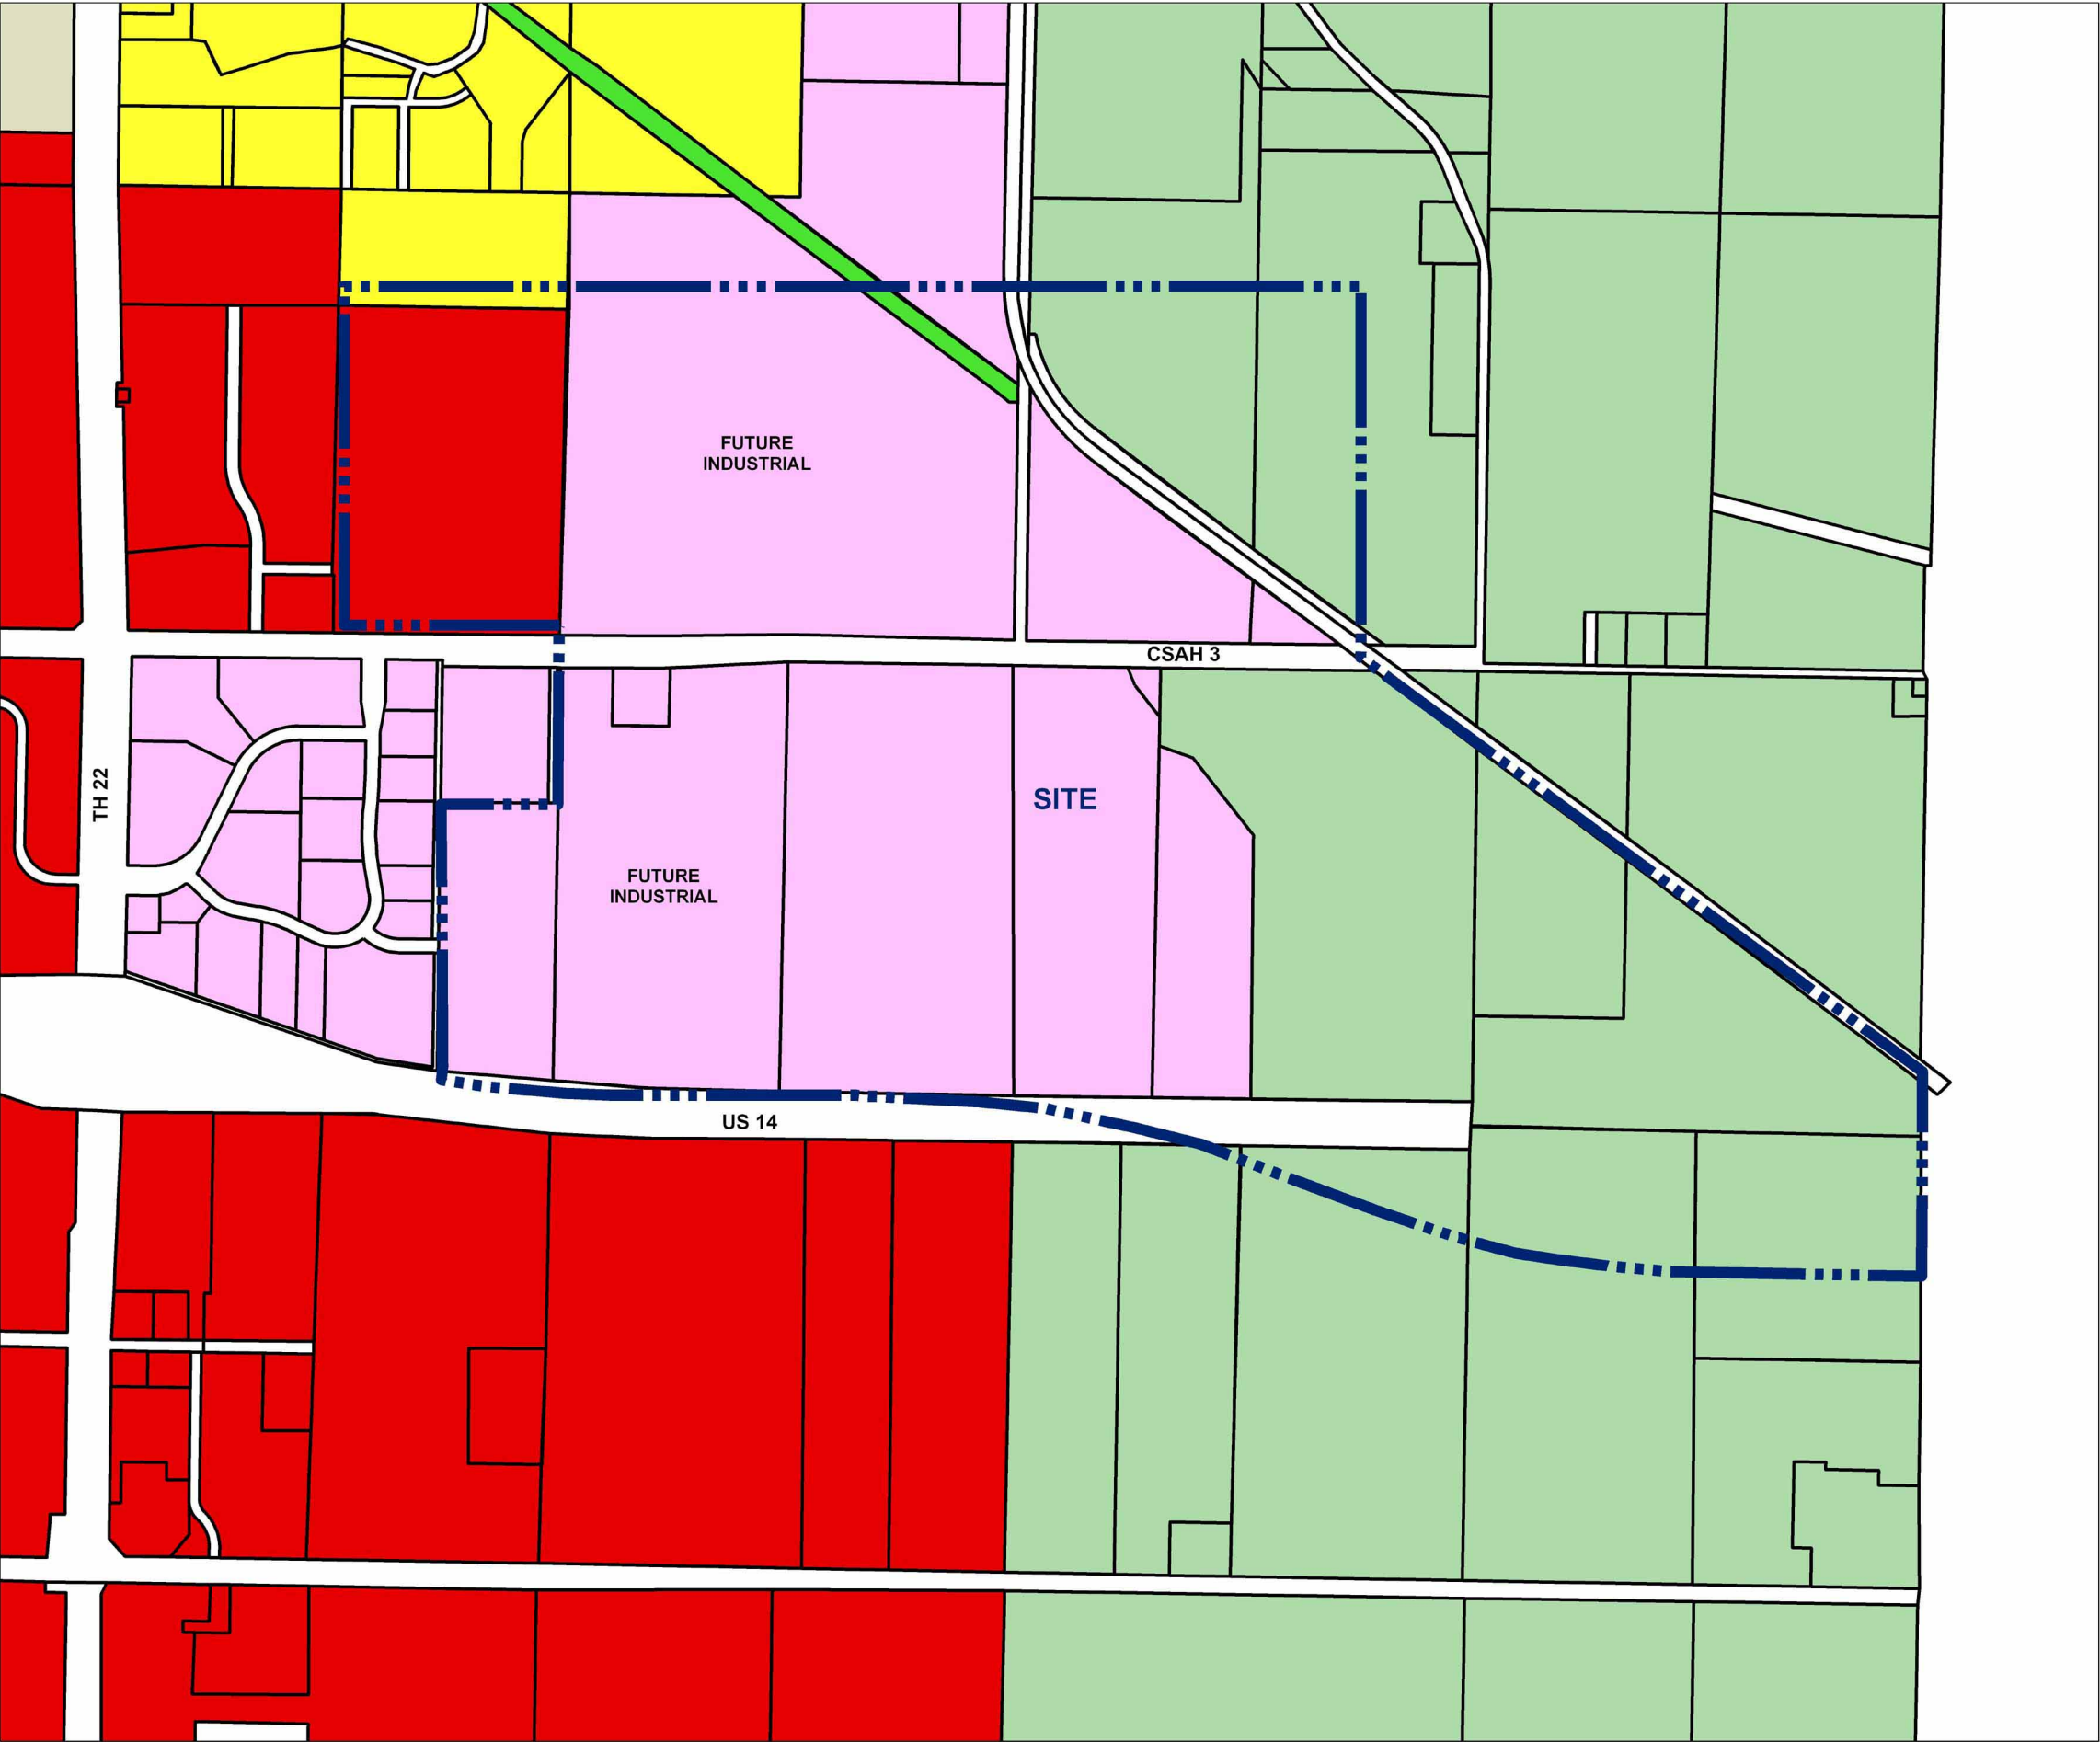 FUTURE
INDUSTRIAL
CSAH 3
TH 22
SITE
FUTURE
INDUSTRIAL
US 14